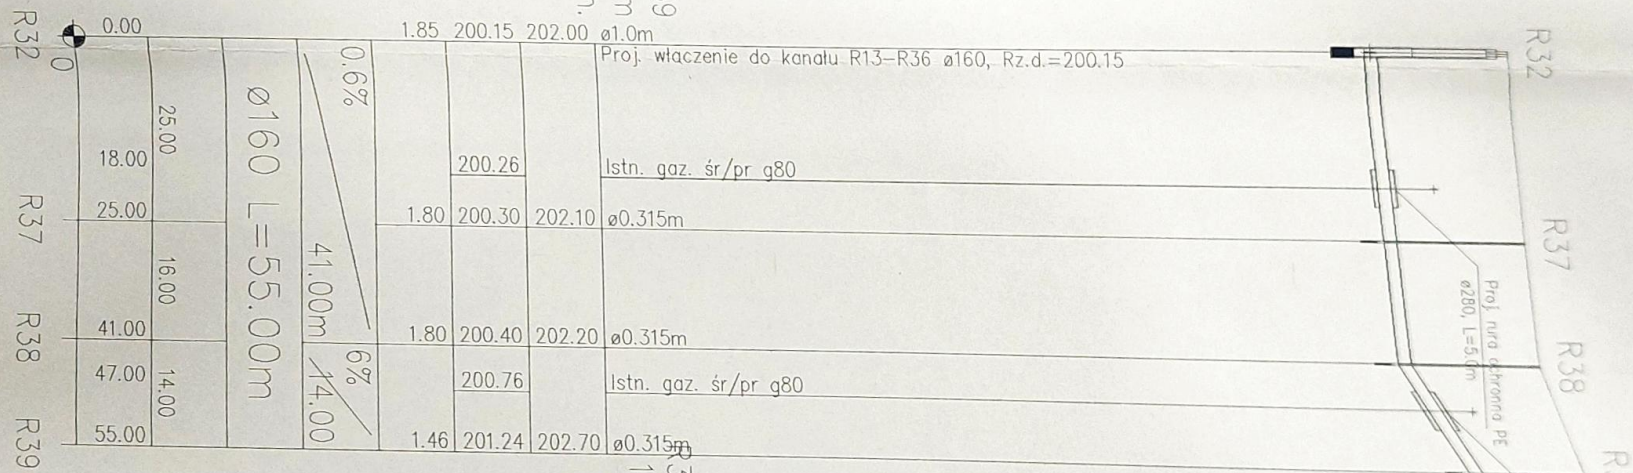 R32
0.00
1.85 200.15 202.00 ø1.0m
Proj. włączenie do kanału R13-R36 ø160, Rz.d.=200.15
R32
0
0.6%
25.00
ø160 L=55.00m
18.00
200.26
Istn. gaz. śr/pr g80
R37
25.00
1.80 200.30 202.10 ø0.315m
R37
41.00m
16.00
Proj. rura ochronna PE
ø280, L=5.0m
R38
41.00
1.80 200.40 202.20 ø0.315m
R38
6%
14.00
14.00
47.00
200.76
Istn. gaz. śr/pr g80
R39
55.00
1.46 201.24 202.70 ø0.315m